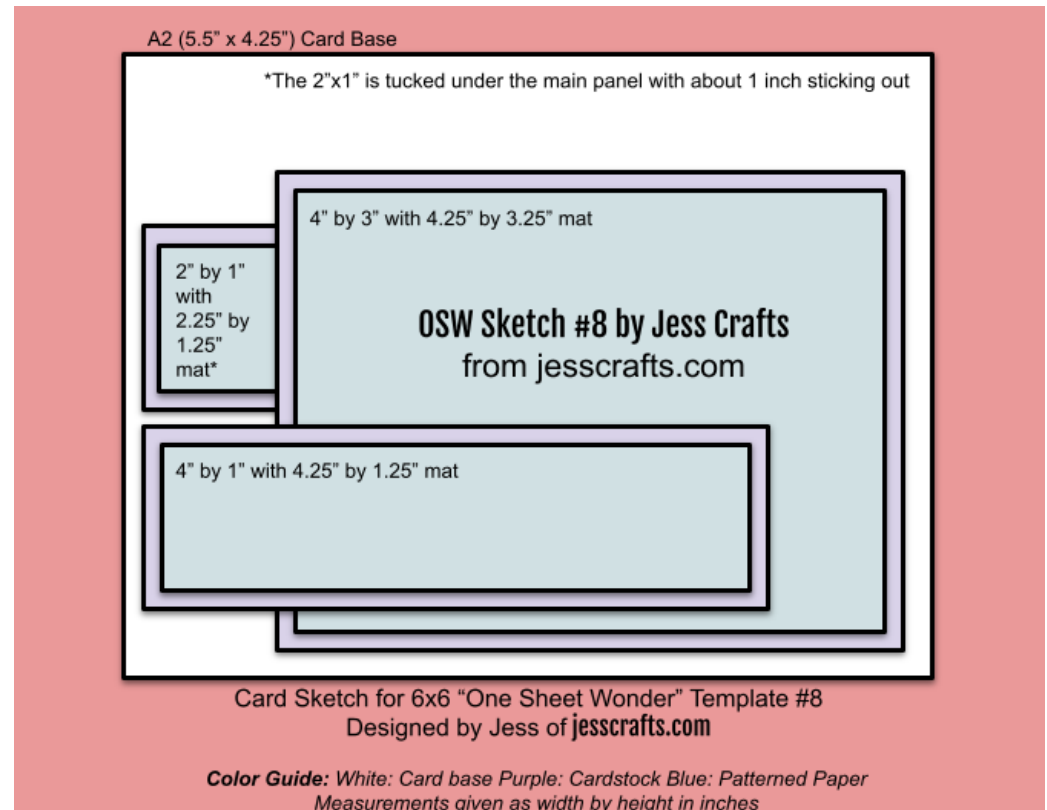 A2 (5.5” x 4.25”) Card Base
*The 2”x1” is tucked under the main panel with about 1 inch sticking out
4” by 3” with 4.25” by 3.25” mat
2” by 1”
with
2.25” by
1.25”
mat*
OSW Sketch #8 by Jess Crafts
from jesscrafts.com
4” by 1” with 4.25” by 1.25” mat
Card Sketch for 6x6 “One Sheet Wonder” Template #8
Designed by Jess of jesscrafts.com
Color Guide: White: Card base Purple: Cardstock Blue: Patterned Paper
Measurements given as width by height in inches